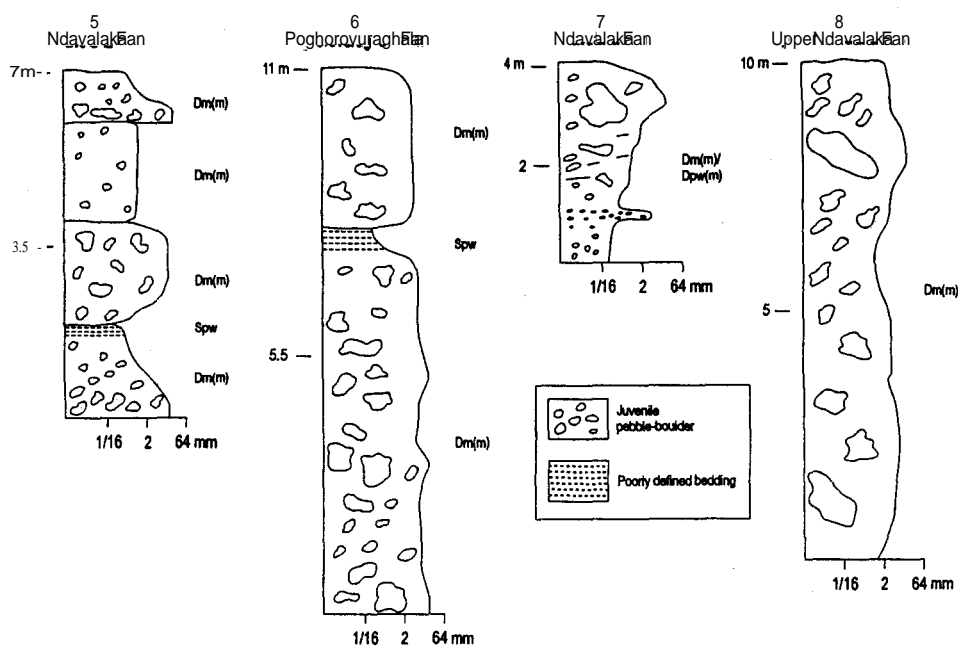 5
Ndavalaka Fan
7m
3.5
Dm(m)
Dm(m)
Dm(m)
Spw
Dm(m)
1/16 2 64 mm
6
Poghorovuraghala Fan
11 m
5.5
Dm(m)
Spw
Dm(m)
1/16 2 64 mm
7
Ndavalaka Fan
4 m
2
Dm(m)/
Dpw(m)
1/16 2 64 mm
Juvenile
pebble-boulder
Poorly defined bedding
8
Upper Ndavalaka Fan
10 m
5
Dm(m)
1/16 2 64 mm